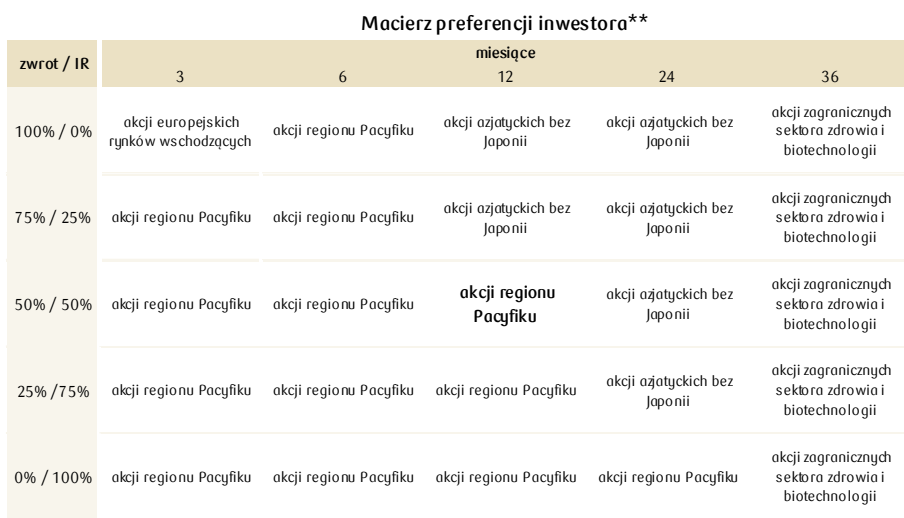 Macierz preferencji inwestora**
zwrot / IR
miesiące
3 6 12 24 36
100% / 0%
akcji europejskich
rynków wschodzących
akcji regionu Pacyfiku
akcji azjatyckich bez
Japonii
akcji azjatyckich bez
Japonii
akcji zagranicznych
sektora zdrowia i
biotechnologii
75% / 25%
akcji regionu Pacyfiku
akcji regionu Pacyfiku
akcji azjatyckich bez
Japonii
akcji azjatyckich bez
Japonii
akcji zagranicznych
sektora zdrowia i
biotechnologii
50% / 50%
akcji regionu Pacyfiku
akcji regionu Pacyfiku
akcji regionu
Pacyfiku
akcji azjatyckich bez
Japonii
akcji zagranicznych
sektora zdrowia i
biotechnologii
25% /75%
akcji regionu Pacyfiku
akcji regionu Pacyfiku
akcji regionu Pacyfiku
akcji azjatyckich bez
Japonii
akcji zagranicznych
sektora zdrowia i
biotechnologii
0% / 100%
akcji regionu Pacyfiku
akcji regionu Pacyfiku
akcji regionu Pacyfiku
akcji regionu Pacyfiku
akcji zagranicznych
sektora zdrowia i
biotechnologii